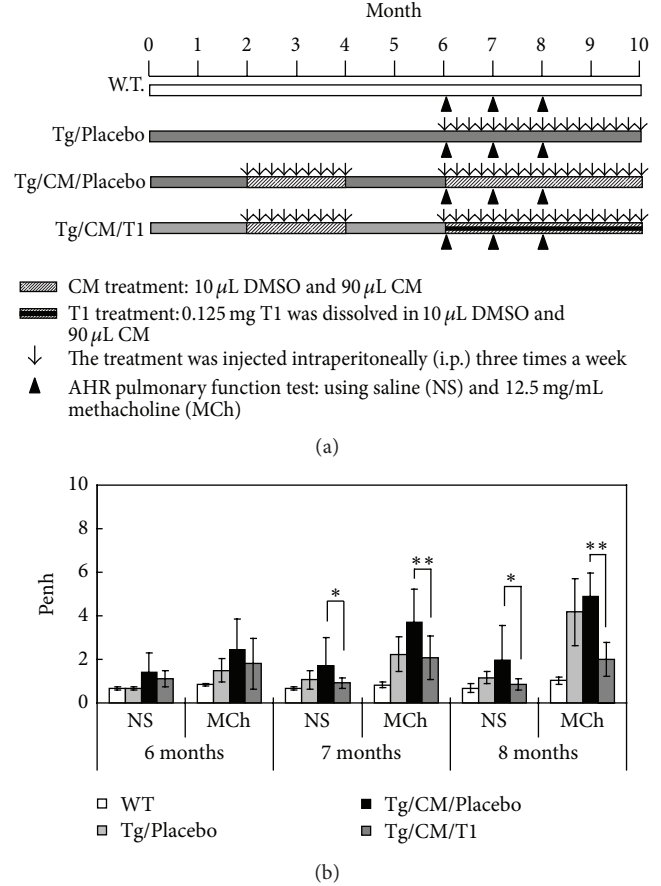 Month
0 1 2 3 4 5 6 7 8 9 10
W.T.
Tg/Placebo
Tg/CM/Placebo
Tg/CM/T1
CM treatment: 10 μL DMSO and 90 μL CM
T1 treatment: 0.125 mg T1 was dissolved in 10 μL DMSO and
90 μL CM
The treatment was injected intraperitoneally (i.p.) three times a week
AHR pulmonary function test: using saline (NS) and 12.5 mg/mL
methacholine (MCh)
(a)
10
8
6
4
2
0
Penh
* ** * **
NS MCh NS MCh NS MCh
6 months 7 months 8 months
WT Tg/CM/Placebo
Tg/Placebo Tg/CM/T1
(b)